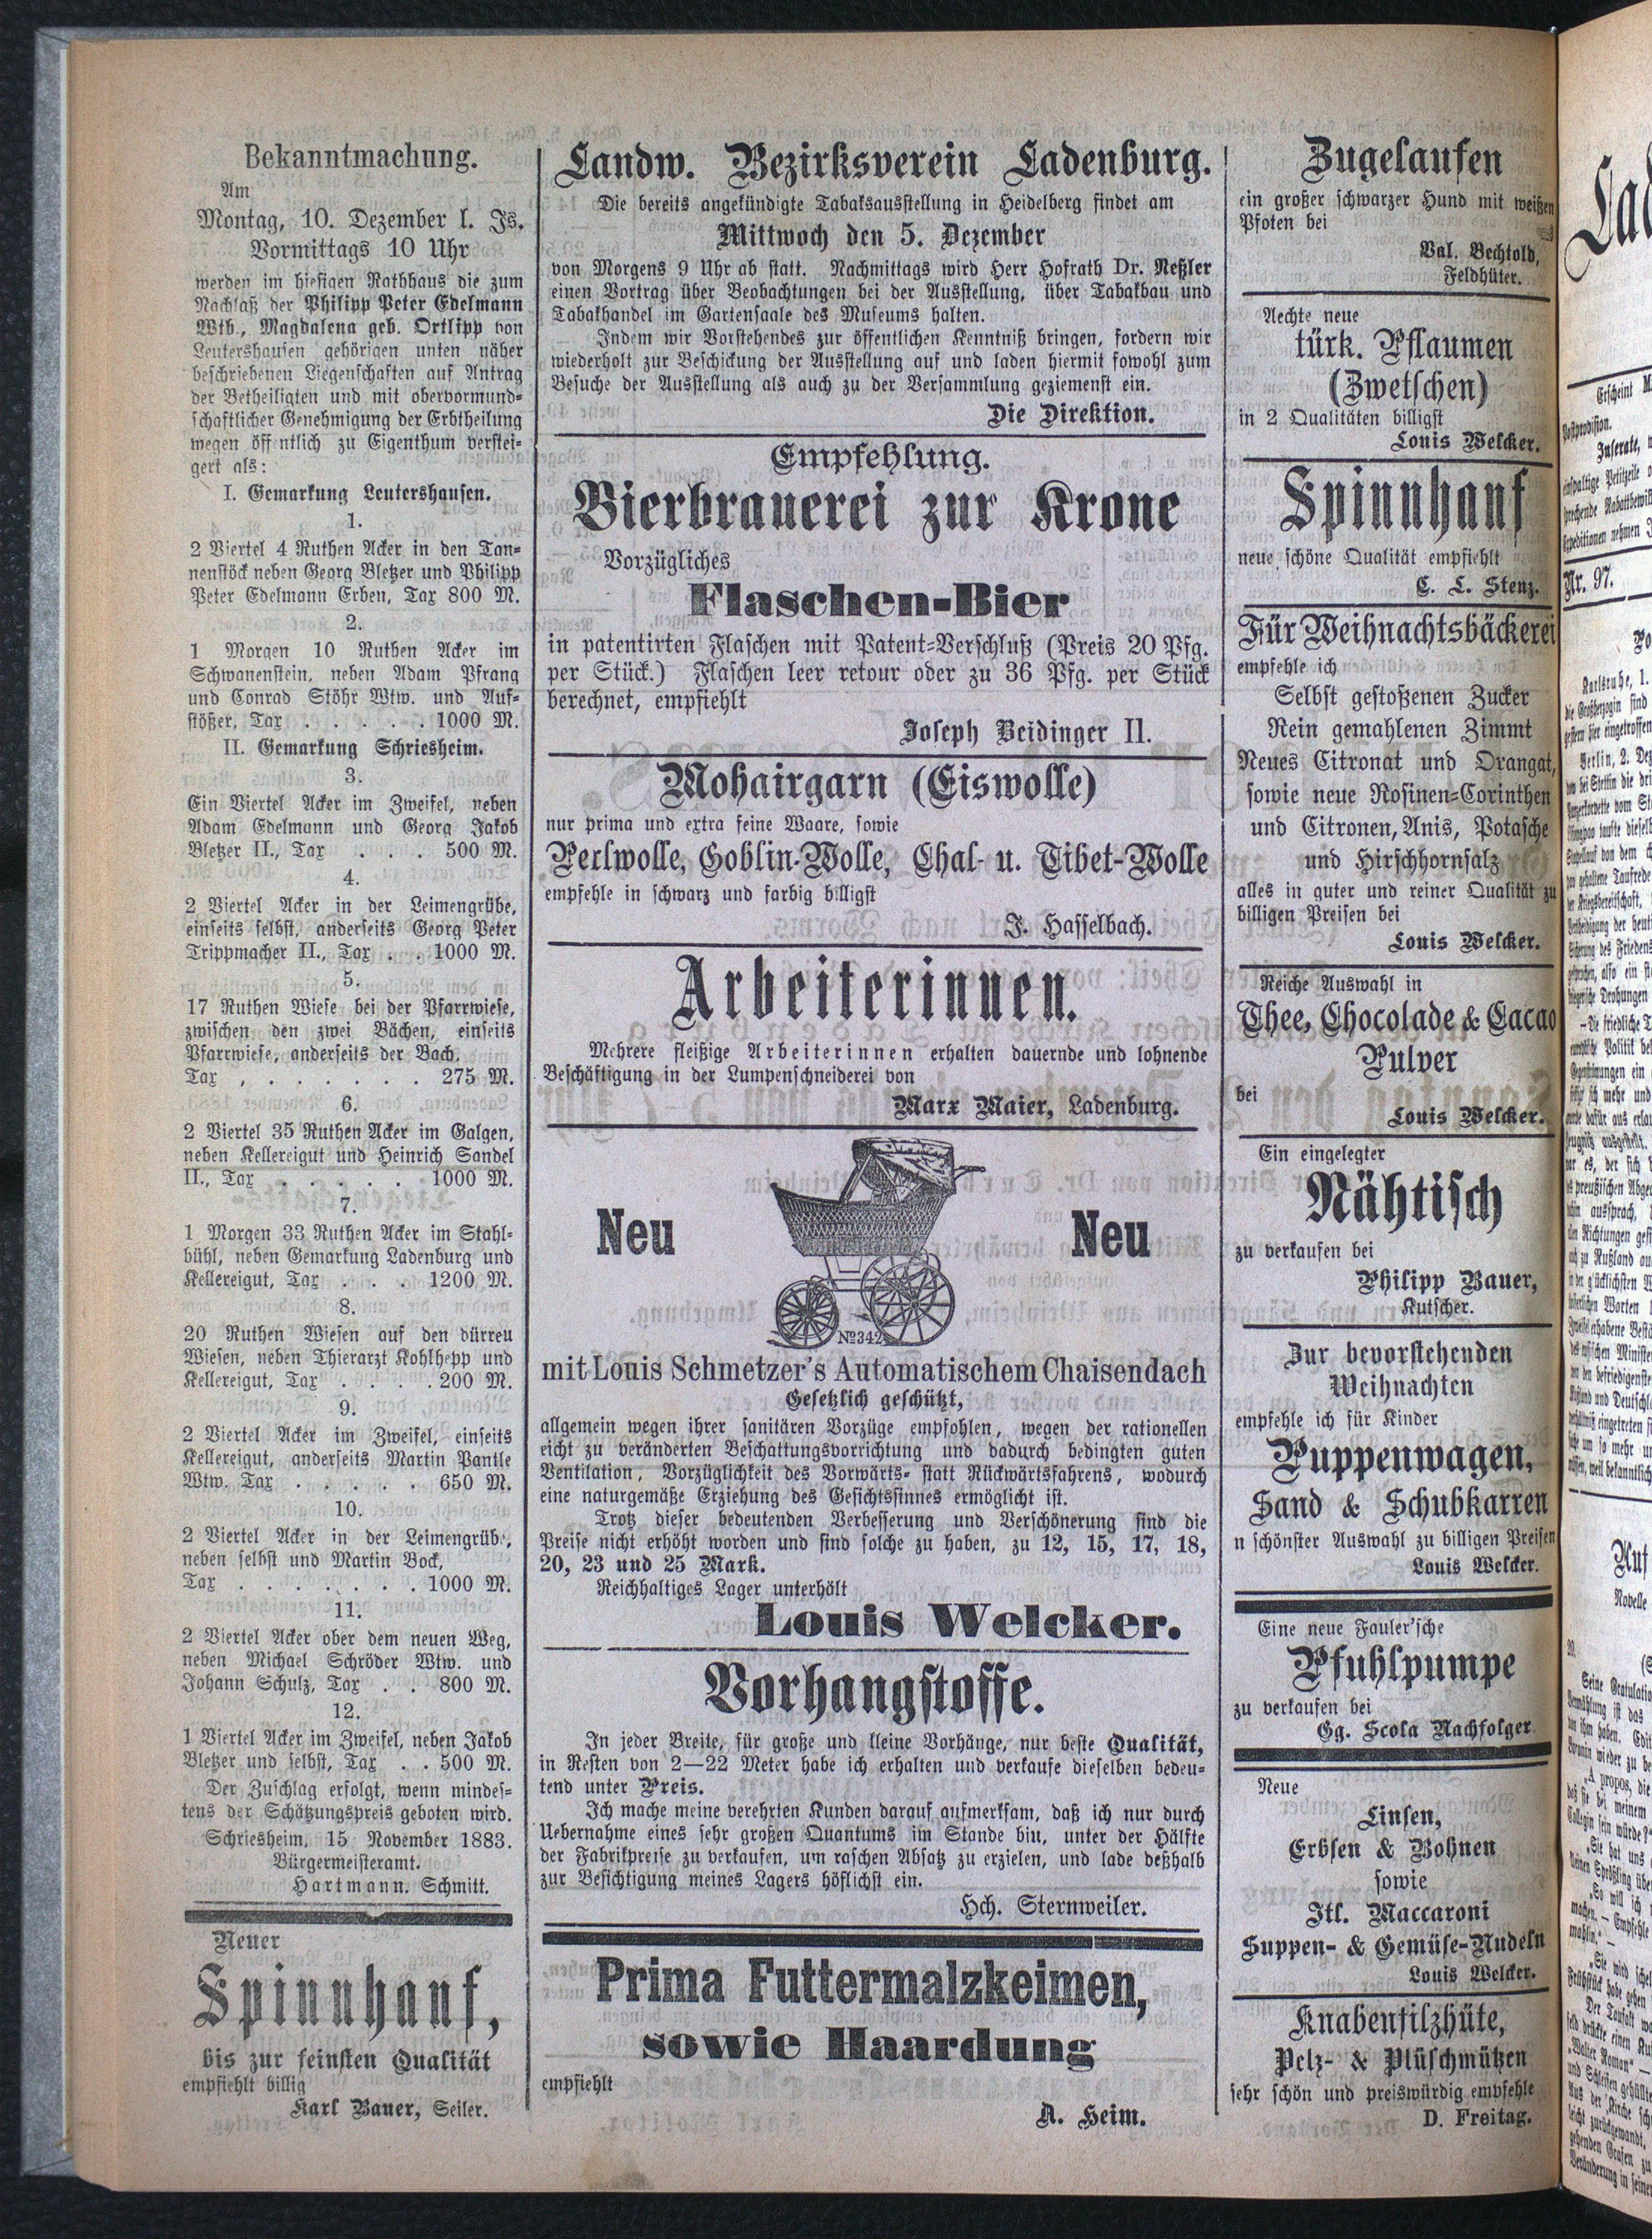 Bekanntmachung.
Am
Montag, 10. Dezember l. Js.
Vormittags 10 Uhr
werden im hiesigen Rathhaus die zum
Nachlaß der Philipp Peter Edelmann
Wtb., Magdalena geb. Ortlipp von
Leutershausen gehörigen unten näher
beschriebenen Liegenschaften auf Antrag
der Betheiligten und mit obervormund-
schaftlicher Genehmigung der Erbtheilung
wegen öff ntlich zu Eigenthum verstei-
gert als:
I. Gemarkung Leutershausen.
1.
2 Viertel 4 Ruthen Acker in den Tan-
nenstöck neben Georg Bletzer und Philipp
Peter Edelmann Erben, Tax 800 M.
2.
1 Morgen 10 Ruthen Acker im
Schwanenstein, neben Adam Pfrang
und Conrad Stöhr Wtw. und Auf-
stößer, Tax . . . . 1000 M.
II. Gemarkung Schriesheim.
3.
Ein Viertel Acker im Zweifel, neben
Adam Edelmann und Georg Jakob
Bletzer II., Tax . . . 500 M.
4.
2 Viertel Acker in der Leimengrübe,
einseits selbst, anderseits Georg Peter
Trippmacher II., Tax . . 1000 M.
5.
17 Ruthen Wiese bei der Pfarrwiese,
zwischen den zwei Bächen, einseits
Pfarrwiese, anderseits der Bach,
Tax , . . . . . . 275 M.
6.
2 Viertel 35 Ruthen Acker im Galgen,
neben Kellereigut und Heinrich Sandel
II., Tax . . . . . 1000 M.
7.
1 Morgen 33 Ruthen Acker im Stahl-
bühl, neben Gemarkung Ladenburg und
Kellereigut, Tax . . . 1200 M.
8.
20 Ruthen Wiesen auf den dürreu
Wiesen, neben Thierarzt Kohlhepp und
Kellereigut, Tax . . . . 200 M.
9.
2 Viertel Acker im Zweifel, einseits
Kellereigut, anderseits Martin Pantle
Wtw. Tax . . . . . 650 M.
10.
2 Viertel Acker in der Leimengrüb',
neben selbst und Martin Bock,
Tax . . . . . . . 1000 M.
11.
2 Viertel Acker ober dem neuen Weg,
neben Michael Schröder Wtw. und
Johann Schulz, Tax . . 800 M.
12.
1 Viertel Acker im Zweifel, neben Jakob
Bletzer und selbst, Tax . . 500 M.
Der Zuschlag erfolgt, wenn mindes-
tens der Schätzungspreis geboten wird.
Schriesheim, 15 November 1883.
Bürgermeisteramt.
Hartmann. Schmitt.
Neuer
Spinnhanf,
bis zur feinsten Qualität
empfiehlt billig
Karl Bauer, Seiler.
Landw. Bezirksverein Ladenburg.
Die bereits angekündigte Tabaksausstellung in Heidelberg findet am
Mittwoch den 5. Dezember
von Morgens 9 Uhr ab statt. Nachmittags wird Herr Hofrath Dr. Neßler
einen Vortrag über Beobachtungen bei der Ausstellung, über Tabakbau und
Tabakhandel im Gartensaale des Museums halten.
Indem wir Vorstehendes zur öffentlichen Kenntniß bringen, fordern wir
wiederholt zur Beschickung der Ausstellung auf und laden hiermit sowohl zum
Besuche der Ausstellung als auch zu der Versammlung geziemenst ein.
Die Direktion.
Empfehlung.
Bierbrauerei zur Krone
Vorzügliches
Flaschen-Bier
in patentirten Flaschen mit Patent-Verschluß (Preis 20 Pfg.
per Stück.) Flaschen leer retour oder zu 36 Pfg. per Stück
berechnet, empfiehlt
Joseph Beidinger II.
Mohairgarn (Eiswolle)
nur prima und extra feine Waare, sowie
Perlwolle, Goblin-Wolle, Chal- u. Tibet-Wolle
empfehle in schwarz und farbig billigst
J. Hasselbach.
Arbeiterinnen.
Mehrere fleißige Arbeiterinnen erhalten dauernde und lohnende
Beschäftigung in der Lumpenschneiderei von
Marx Maier, Ladenburg.
Neu
Neu
No 342
mit Louis Schmetzer's Automatischem Chaisendach
Gesetzlich geschützt,
allgemein wegen ihrer sanitären Vorzüge empfohlen, wegen der rationellen
eicht zu veränderten Beschattungsvorrichtung und dadurch bedingten guten
Ventilation, Vorzüglichkeit des Vorwärts- statt Rückwärtsfahrens, wodurch
eine naturgemäße Erziehung des Gesichtssinnes ermöglicht ist.
Trotz dieser bedeutenden Verbesserung und Verschönerung sind die
Preise nicht erhöht worden und sind solche zu haben, zu 12, 15, 17, 18,
20, 23 und 25 Mark.
Reichhaltiges Lager unterhölt
Louis Welcker.
Vorhangstoffe.
In jeder Breite, für große und kleine Vorhänge, nur beste Qualität,
in Resten von 2—22 Meter habe ich erhalten und verkaufe dieselben bedeu-
tend unter Preis.
Ich mache meine verehrten Kunden darauf aufmerksam, daß ich nur durch
Uebernahme eines sehr großen Quantums im Stande bin, unter der Hälfte
der Fabrikpreise zu verkaufen, um raschen Absatz zu erzielen, und lade deßhalb
zur Besichtigung meines Lagers höflichst ein.
Hch. Sternweiler.
Prima Futtermalzkeimen,
sowie Haardung
empfiehlt
A. Heim.
Zugelaufen
ein großer schwarzer Hund mit weißen
Pfoten bei
Val. Bechtold,
Feldhüter.
Aechte neue
türk. Pflaumen
(Zwetschen)
in 2 Qualitäten billigst
Louis Welcker.
Spinnhanf
neue schöne Qualität empfiehlt
C. L. Stenz.
Für Weihnachtsbäckerei
empfehle ich
Selbst gestoßenen Zucker
Rein gemahlenen Zimmt
Neues Citronat und Orangat,
sowie neue Rosinen-Corinthen
und Citronen, Anis, Potasche
und Hirschhornsalz
alles in guter und reiner Qualität zu
billigen Preisen bei
Louis Welcker.
Reiche Auswahl in
Thee, Chocolade & Cacao
Pulver
bei
Louis Welcker.
Ein eingelegter
Nähtisch
zu verkaufen bei
Philipp Bauer,
Kutscher.
Zur bevorstehenden
Weihnachten
empfehle ich für Kinder
Puppenwagen,
Sand & Schubkarren
n schönster Auswahl zu billigen Preisen
Louis Welcker.
Eine neue Fauler'sche
Pfuhlpumpe
zu verkaufen bei
Gg. Scola Nachfolger.
Neue
Linsen,
Erbsen & Bohnen
sowie
Itl. Maccaroni
Suppen- & Gemüse-Nudeln
Louis Welcker.
Knabenfilzhüte,
Pelz- & Plüschmützen
sehr schön und preiswürdig empfehle
D. Freitag.
Erscheint
Nr. 97.
Karlsruhe, 1.
Berlin, 2.
Novelle